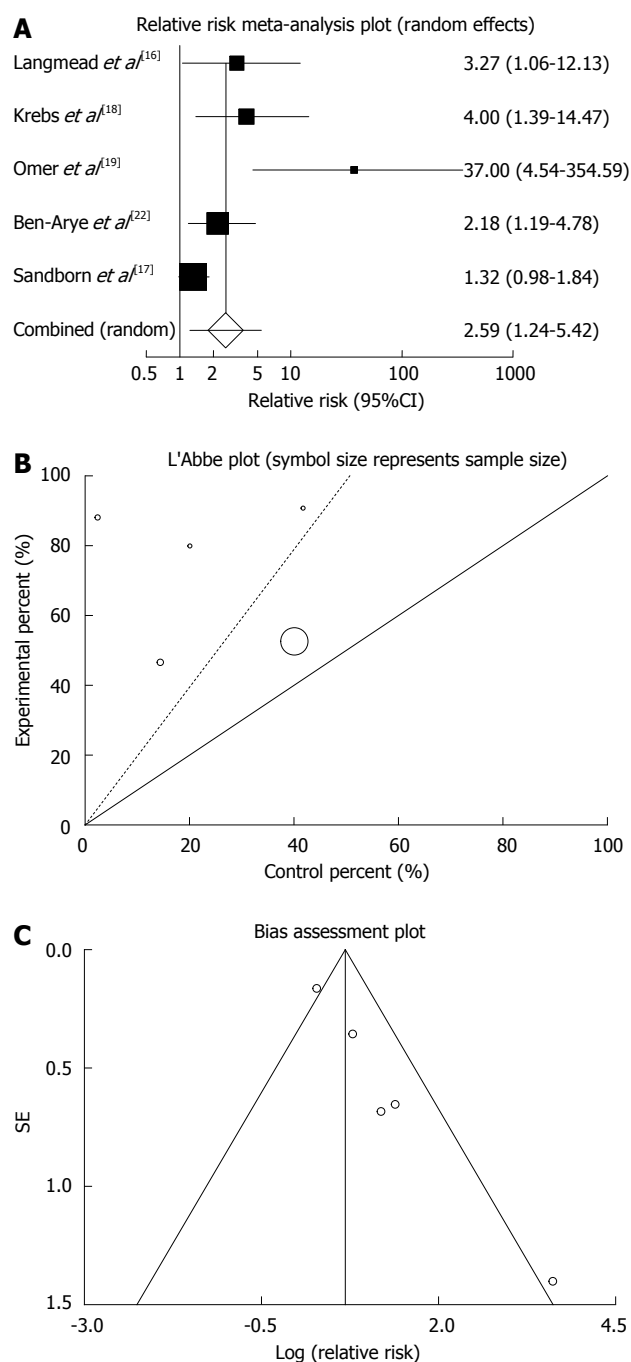 A
Relative risk meta-analysis plot (random effects)
Langmead et al[16] 3.27 (1.06-12.13)
Krebs et al[18] 4.00 (1.39-14.47)
Omer et al[19] 37.00 (4.54-354.59)
Ben-Arye et al[22] 2.18 (1.19-4.78)
Sandborn et al[17] 1.32 (0.98-1.84)
Combined (random) 2.59 (1.24-5.42)
0.5 1 2 5 10 100 1000
Relative risk (95%CI)
B
L'Abbe plot (symbol size represents sample size)
100
80
60
40
20
0
Experimental percent (%)
0 20 40 60 80 100
Control percent (%)
C
Bias assessment plot
0.0
0.5
1.0
1.5
SE
-3.0 -0.5 2.0 4.5
Log (relative risk)